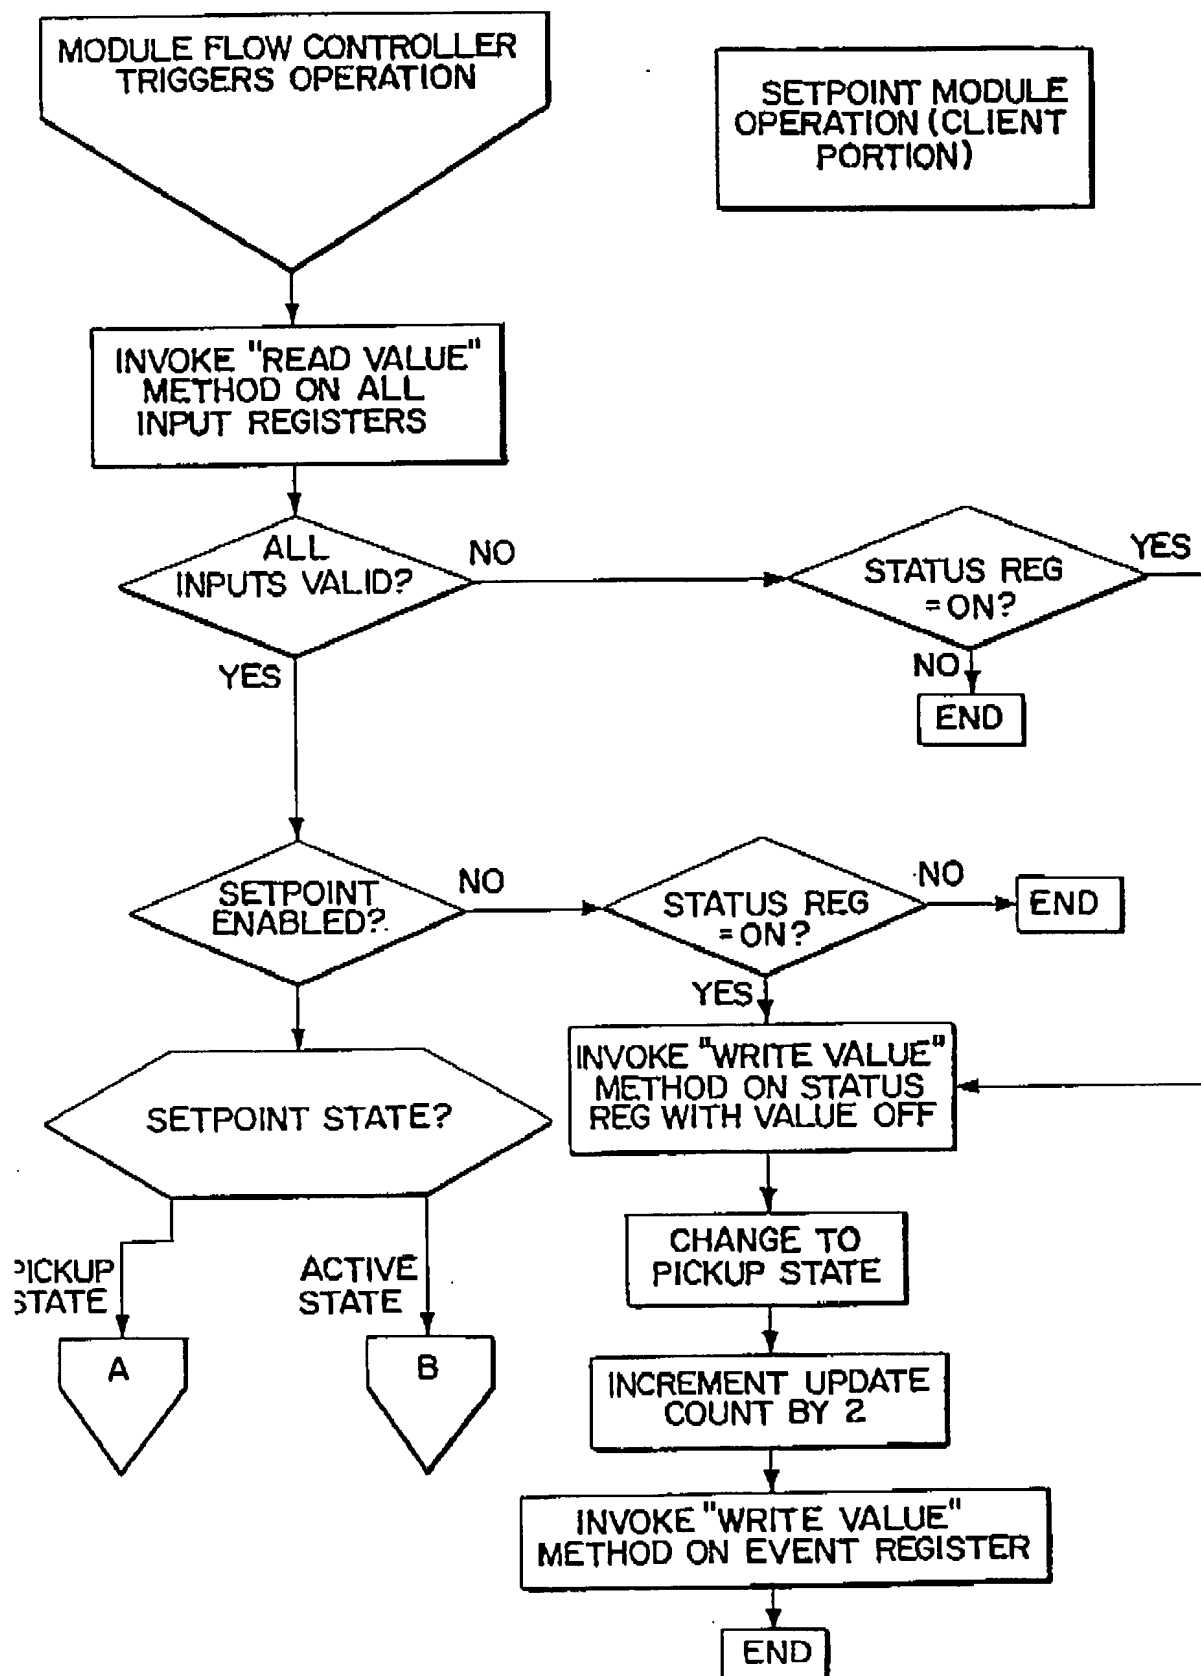 MODULE FLOW CONTROLLER
TRIGGERS OPERATION
SETPOINT MODULE
OPERATION (CLIENT
PORTION)
INVOKE "READ VALUE"
METHOD ON ALL
INPUT REGISTERS
ALL
INPUTS VALID?
NO
STATUS REG
=ON?
YES
NO
END
YES
SETPOINT
ENABLED?
NO
STATUS REG
=ON?
NO
END
YES
INVOKE "WRITE VALUE"
METHOD ON STATUS
REG WITH VALUE OFF
SETPOINT STATE?
CHANGE TO
PICKUP STATE
PICKUP
STATE
ACTIVE
STATE
A
B
INCREMENT UPDATE
COUNT BY 2
INVOKE "WRITE VALUE"
METHOD ON EVENT REGISTER
END